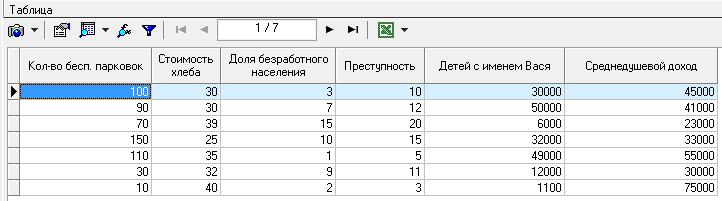 Таблица
1 / 7
Кол-во бесп. парковок Стоимость хлеба Доля безработного населения Преступность Детей с именем Вася Среднедушевой доход
100 30 3 10 30000 45000
90 30 7 12 50000 41000
70 39 15 20 6000 23000
150 25 10 15 32000 33000
110 35 1 5 49000 55000
30 32 9 11 12000 30000
10 40 2 3 1100 75000